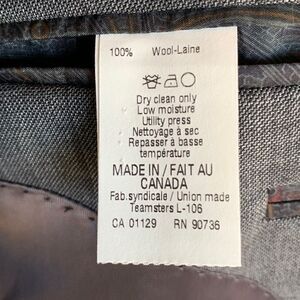 100% Wool-Laine
Dry clean only
Low moisture
Utility press
Nettoyage à sec
Repasser à basse
température
MADE IN / FAIT AU
CANADA
Fab.syndicale / Union made
Teamsters L-106
CA 01129 RN 90736